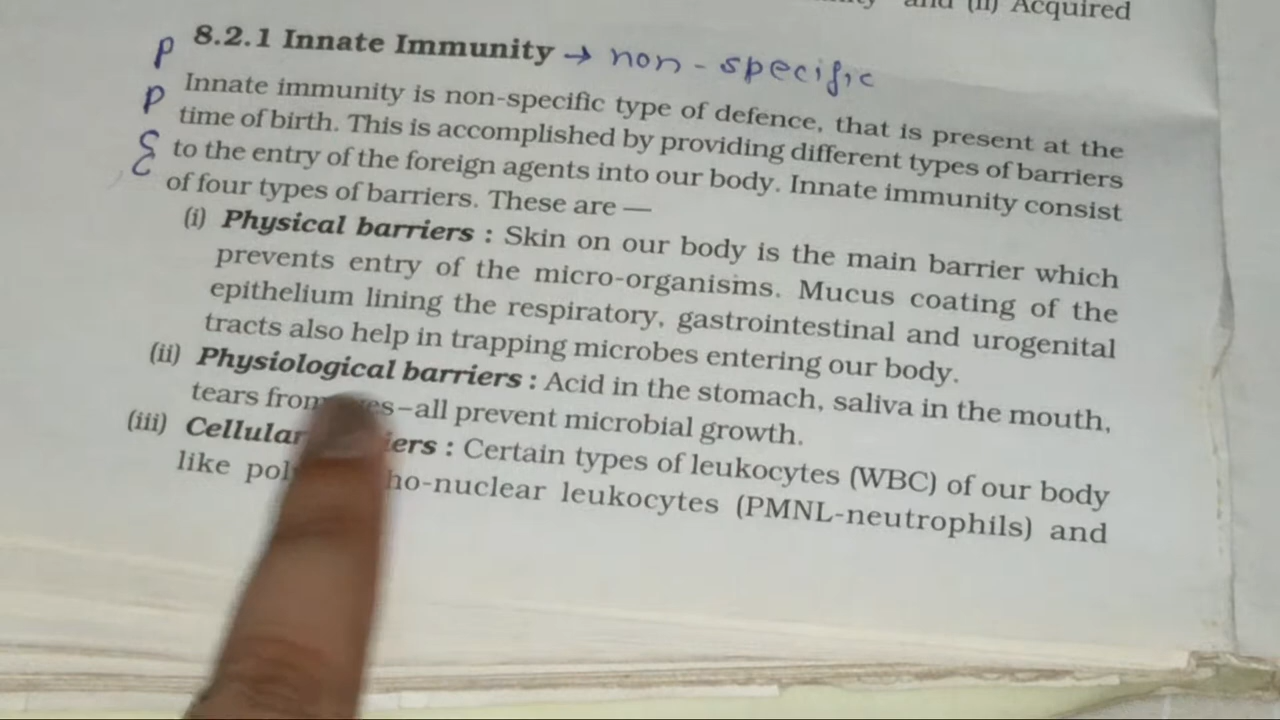 and (ii) Acquired
8.2.1 Innate Immunity → non-specific
P
P
Innate immunity is non-specific type of defence, that is present at the
time of birth. This is accomplished by providing different types of barriers
to the entry of the foreign agents into our body. Innate immunity consist
of four types of barriers. These are —
(i) Physical barriers : Skin on our body is the main barrier which
prevents entry of the micro-organisms. Mucus coating of the
epithelium lining the respiratory, gastrointestinal and urogenital
tracts also help in trapping microbes entering our body.
(ii) Physiological barriers : Acid in the stomach, saliva in the mouth,
tears from –all prevent microbial growth.
(iii) Cellular : Certain types of leukocytes (WBC) of our body
like ho-nuclear leukocytes (PMNL-neutrophils) and